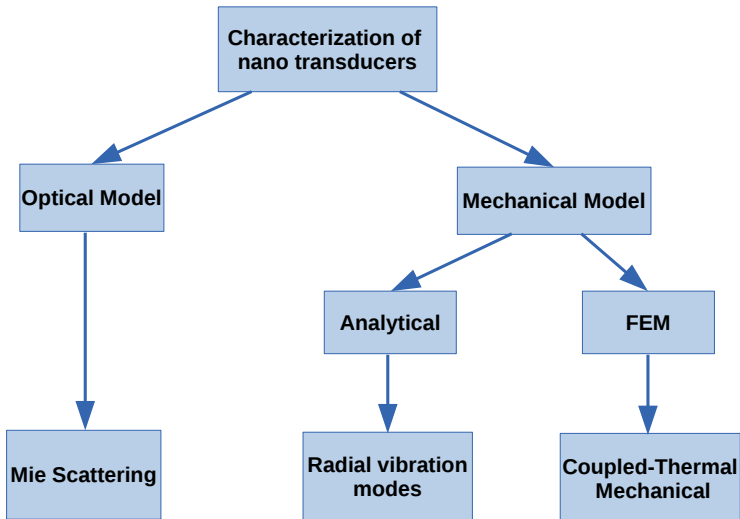 Characterization of
nano transducers
Optical Model
Mechanical Model
Analytical
FEM
Mie Scattering
Radial vibration
modes
Coupled-Thermal
Mechanical